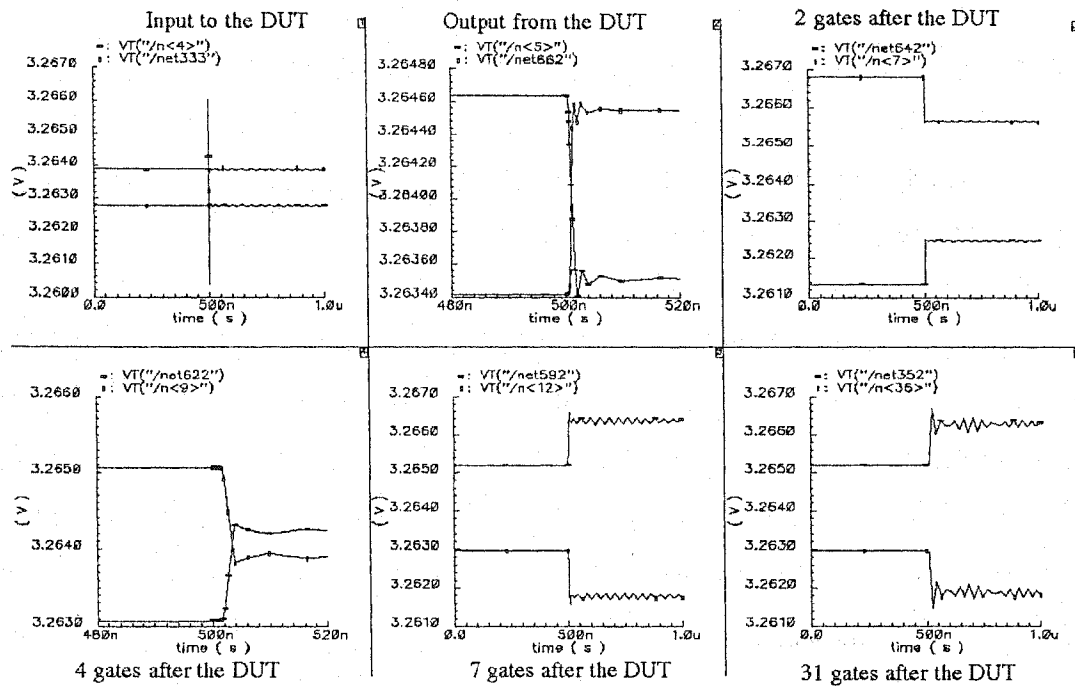 Input to the DUT
VT("/n<4>")
VT("/net333")
3.2670
3.2660
3.2650
3.2640
3.2630
3.2610
3.2610
3.2600
(V)
0.0
500n
1.0u
time ( s )
Output from the DUT
VT("/n<5>")
VT("/net662")
3.26480
3.26460
3.26440
3.26420
3.26400
3.26380
3.26360
3.26340
(V)
480n
500n
520n
time ( s )
2 gates after the DUT
VT("/net642")
VT("/n<7>")
3.2670
3.2660
3.2650
3.2640
3.2630
3.2620
3.2610
(V)
0.0
500n
1.0u
time ( s )
VT("/net622")
VT("/n<9>")
3.2660
3.2650
3.2640
3.2630
(V)
480n
500n
520n
time ( s )
4 gates after the DUT
VT("/net592")
VT("/n<12>")
3.2670
3.2660
3.2650
3.2640
3.2630
3.2620
3.2610
(V)
0.0
500n
1.0u
time ( s )
7 gates after the DUT
VT("/net352")
VT("/n<36>")
3.2670
3.2660
3.2650
3.2640
3.2630
3.2620
3.2610
(V)
0.0
500n
1.0u
time ( s )
31 gates after the DUT